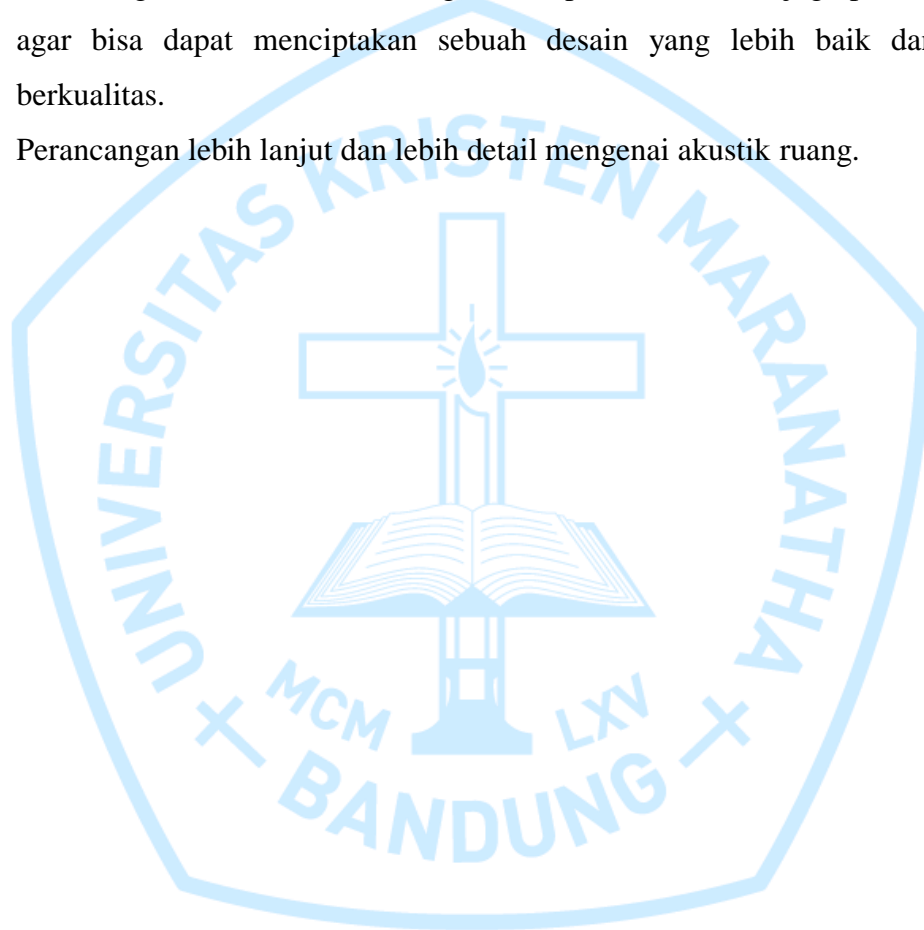 agar bisa dapat menciptakan sebuah desain yang lebih baik dan
berkualitas.
Perancangan lebih lanjut dan lebih detail mengenai akustik ruang.
UNIVERSITAS KRISTEN MARANATHA
MCM LXV
BANDUNG